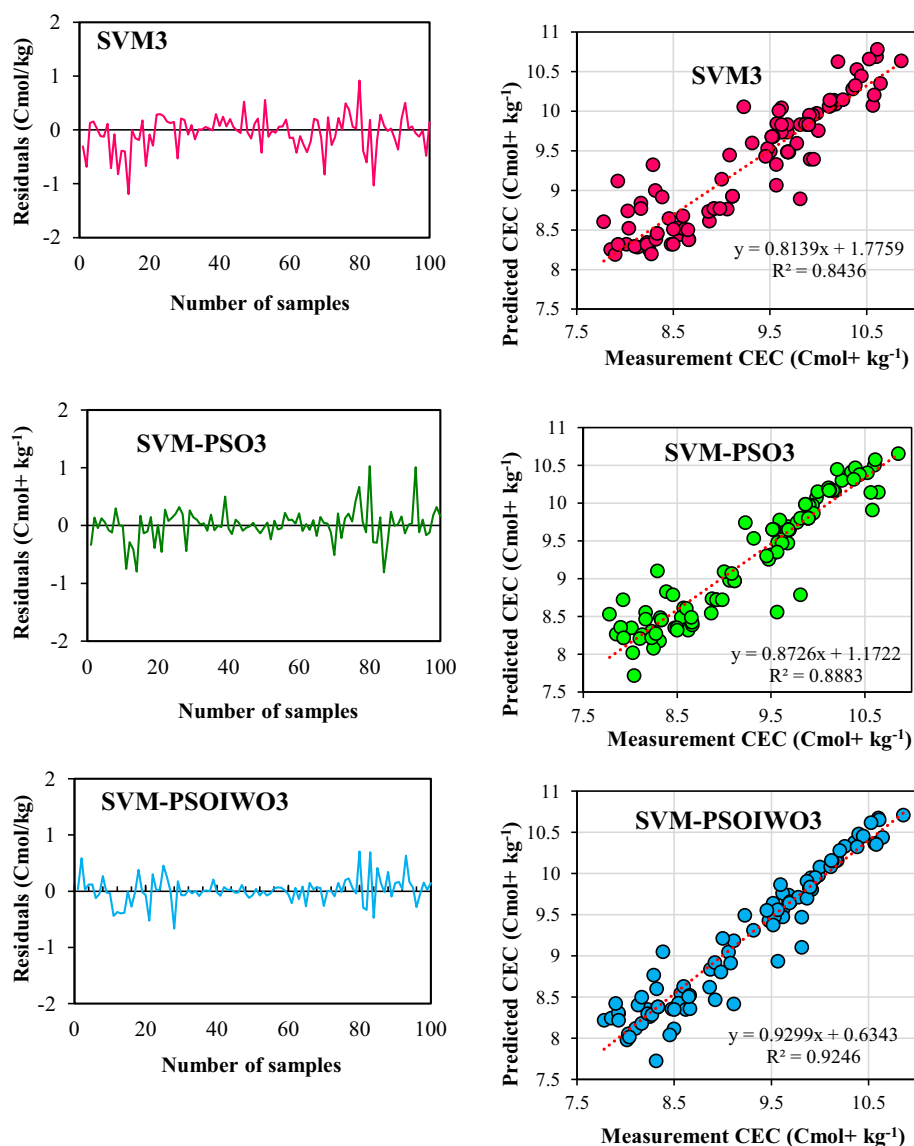 SVM3
Residuals (Cmol/kg)
2
1
0
-1
-2
0 20 40 60 80 100
Number of samples
SVM3
Predicted CEC (Cmol+ kg-1)
11
10.5
10
9.5
9
8.5
8
7.5
y = 0.8139x + 1.7759
R² = 0.8436
7.5 8.5 9.5 10.5
Measurement CEC (Cmol+ kg-1)
SVM-PSO3
Residuals (Cmol+ kg-1)
2
1
0
-1
-2
0 20 40 60 80 100
Number of samples
SVM-PSO3
Predicted CEC (Cmol+ kg-1)
11
10.5
10
9.5
9
8.5
8
7.5
y = 0.8726x + 1.1722
R² = 0.8883
7.5 8.5 9.5 10.5
Measurement CEC (Cmol+ kg-1)
SVM-PSOIWO3
Residuals (Cmol/kg)
2
1
0
-1
-2
0 20 40 60 80 100
Number of samples
SVM-PSOIWO3
Predicted CEC (Cmol+ kg-1)
11
10.5
10
9.5
9
8.5
8
7.5
y = 0.9299x + 0.6343
R² = 0.9246
7.5 8.5 9.5 10.5
Measurement CEC (Cmol+ kg-1)